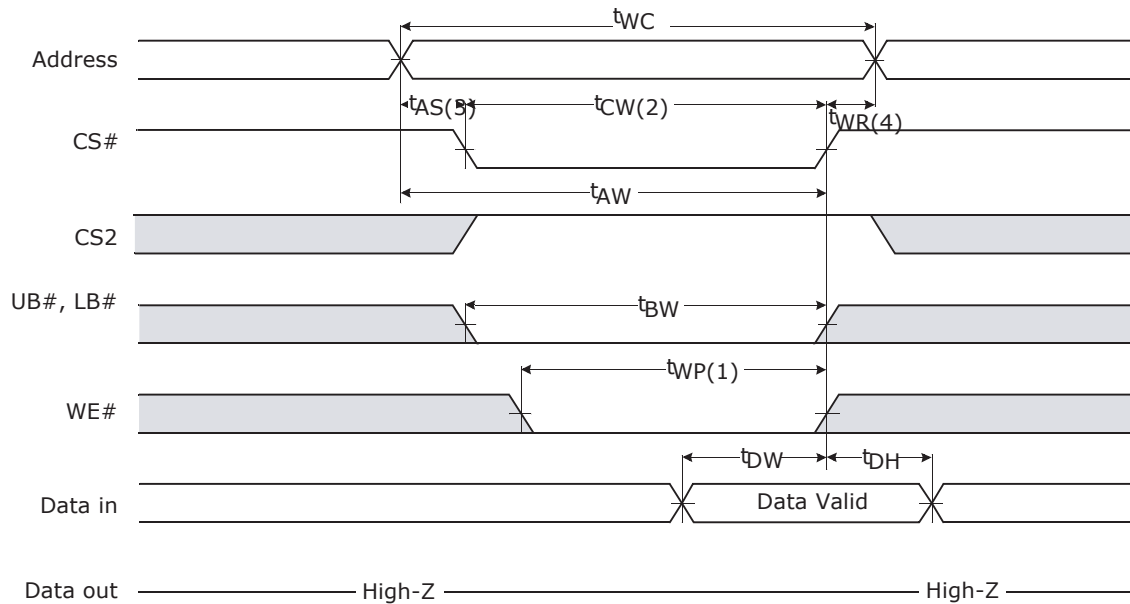 tWC
Address
tAS(3)
tCW(2)
tWR(4)
CS#
tAW
CS2
UB#, LB#
tBW
tWP(1)
WE#
tDW
tDH
Data in
Data Valid
Data out
High-Z
High-Z